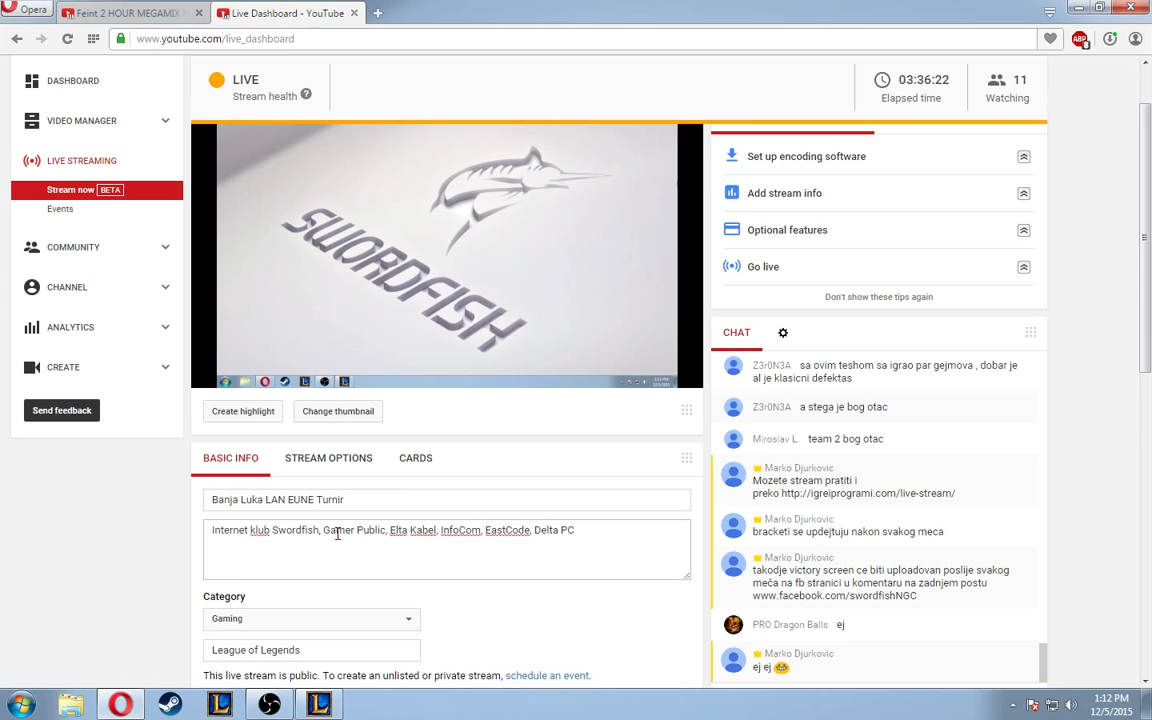 Opera
Feint 2 HOUR MEGAMIX
Live Dashboard - YouTube
www.youtube.com/live_dashboard
ABP
8
DASHBOARD
VIDEO MANAGER
LIVE STREAMING
Stream now BETA
Events
COMMUNITY
CHANNEL
ANALYTICS
CREATE
Send feedback
LIVE
Stream health ?
03:36:22
Elapsed time
11
Watching
SWORDFISH
Set up encoding software
Add stream info
Optional features
Go live
Don't show these tips again
Create highlight
Change thumbnail
BASIC INFO
STREAM OPTIONS
CARDS
Banja Luka LAN EUNE Turnir
Internet klub Swordfish, Gamer Public, Elta Kabel, InfoCom, EastCode, Delta PC
Category
Gaming
League of Legends
This live stream is public. To create an unlisted or private stream, schedule an event.
CHAT
Z3r0N3A sa ovim teshom sa igrao par gejmova , dobar je
al je klasicni defektas
Z3r0N3A a stega je bog otac
Miroslav L. team 2 bog otac
Marko Djurkovic
Mozete stream pratiti i
preko http://igreiprogrami.com/live-stream/
Marko Djurkovic
bracketi se updejtuju nakon svakog meca
Marko Djurkovic
takodje victory screen ce biti uploadovan poslije svakog
meča na fb stranici u komentaru na zadnjem postu
www.facebook.com/swordfishNGC
PRO Dragon Balls ej
Marko Djurkovic
ej ej
1:12 PM
12/5/2015